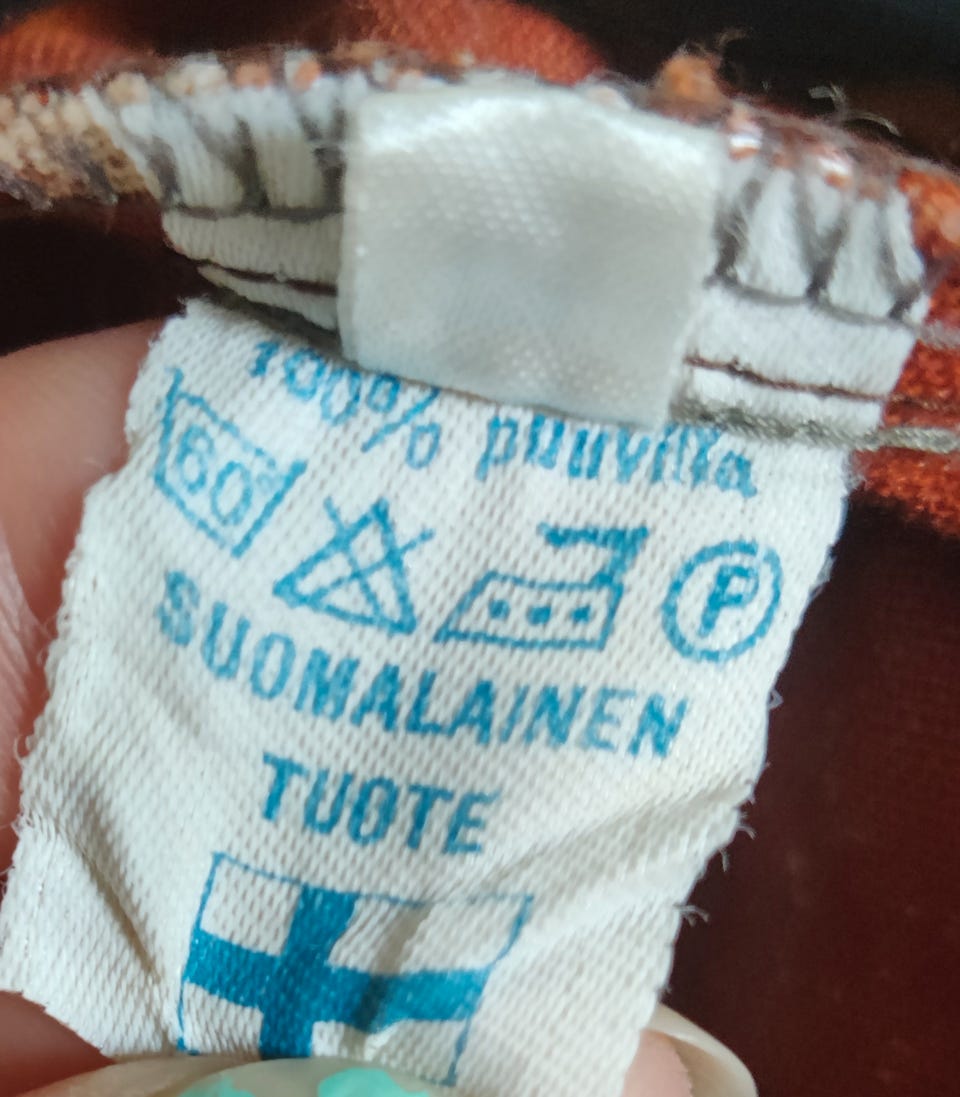 100% puuvilla
60° P
SUOMALAINEN
TUOTE